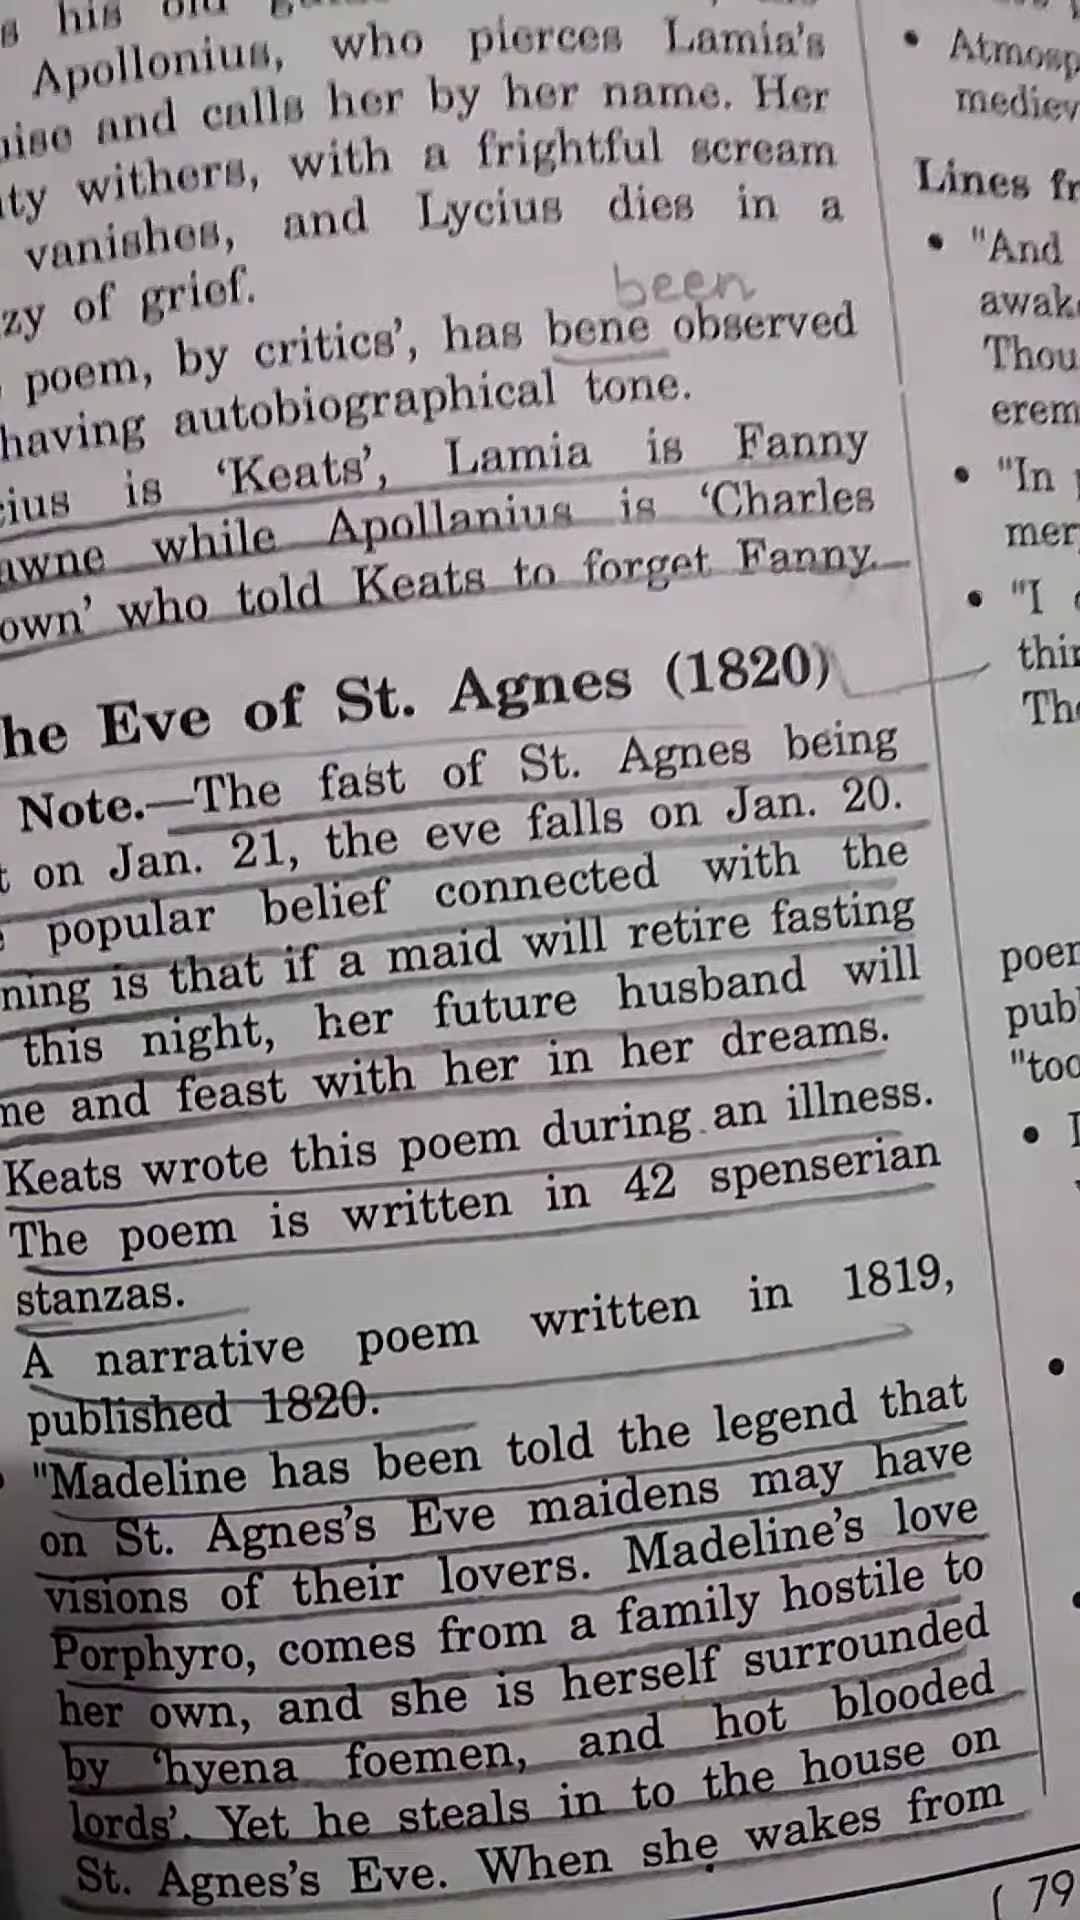 s his old
Apollonius, who pierces Lamia's
uise and calls her by her name. Her
uty withers, with a frightful scream
vanishes, and Lycius dies in a
zy of grief.
been
poem, by critics', has bene observed
having autobiographical tone.
cius is 'Keats', Lamia is Fanny
awne while Apollanius is 'Charles
own' who told Keats to forget Fanny.
he Eve of St. Agnes (1820)
Note.—The fast of St. Agnes being
t on Jan. 21, the eve falls on Jan. 20.
e popular belief connected with the
ning is that if a maid will retire fasting
this night, her future husband will
me and feast with her in her dreams.
Keats wrote this poem during an illness.
The poem is written in 42 spenserian
stanzas.
A narrative poem written in 1819,
published 1820.
"Madeline has been told the legend that
on St. Agnes's Eve maidens may have
visions of their lovers. Madeline's love
Porphyro, comes from a family hostile to
her own, and she is herself surrounded
by 'hyena foemen, and hot blooded
lords'. Yet he steals in to the house on
St. Agnes's Eve. When she wakes from
• Atmosp
mediev
Lines fr
• "And
awake
Thou
erem
• "In
mer
• "I
thin
The
poem
publ
"too
• I
( 79